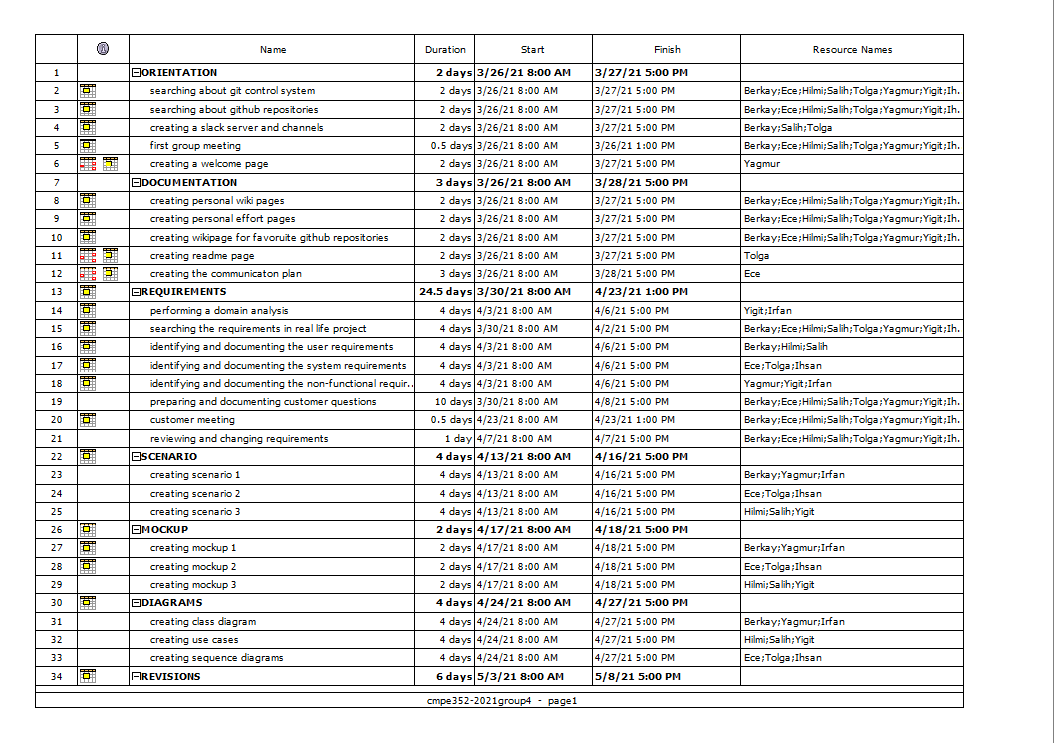 Name Duration Start Finish Resource Names
1 ORIENTATION 2 days 3/26/21 8:00 AM 3/27/21 5:00 PM
2 searching about git control system 2 days 3/26/21 8:00 AM 3/27/21 5:00 PM Berkay;Ece;Hilmi;Salih;Tolga;Yagmur;Yigit;Ih.
3 searching about github repositories 2 days 3/26/21 8:00 AM 3/27/21 5:00 PM Berkay;Ece;Hilmi;Salih;Tolga;Yagmur;Yigit;Ih.
4 creating a slack server and channels 2 days 3/26/21 8:00 AM 3/27/21 5:00 PM Berkay;Salih;Tolga
5 first group meeting 0.5 days 3/26/21 8:00 AM 3/26/21 1:00 PM Berkay;Ece;Hilmi;Salih;Tolga;Yagmur;Yigit;Ih.
6 creating a welcome page 2 days 3/26/21 8:00 AM 3/27/21 5:00 PM Yagmur
7 DOCUMENTATION 3 days 3/26/21 8:00 AM 3/28/21 5:00 PM
8 creating personal wiki pages 2 days 3/26/21 8:00 AM 3/27/21 5:00 PM Berkay;Ece;Hilmi;Salih;Tolga;Yagmur;Yigit;Ih.
9 creating personal effort pages 2 days 3/26/21 8:00 AM 3/27/21 5:00 PM Berkay;Ece;Hilmi;Salih;Tolga;Yagmur;Yigit;Ih.
10 creating wikipage for favoruite github repositories 2 days 3/26/21 8:00 AM 3/27/21 5:00 PM Berkay;Ece;Hilmi;Salih;Tolga;Yagmur;Yigit;Ih.
11 creating readme page 2 days 3/26/21 8:00 AM 3/27/21 5:00 PM Tolga
12 creating the communicaton plan 3 days 3/26/21 8:00 AM 3/28/21 5:00 PM Ece
13 REQUIREMENTS 24.5 days 3/30/21 8:00 AM 4/23/21 1:00 PM
14 performing a domain analysis 4 days 4/3/21 8:00 AM 4/6/21 5:00 PM Yigit;Irfan
15 searching the requirements in real life project 4 days 3/30/21 8:00 AM 4/2/21 5:00 PM Berkay;Ece;Hilmi;Salih;Tolga;Yagmur;Yigit;Ih.
16 identifying and documenting the user requirements 4 days 4/3/21 8:00 AM 4/6/21 5:00 PM Berkay;Hilmi;Salih
17 identifying and documenting the system requirements 4 days 4/3/21 8:00 AM 4/6/21 5:00 PM Ece;Tolga;Ihsan
18 identifying and documenting the non-functional requir.. 4 days 4/3/21 8:00 AM 4/6/21 5:00 PM Yagmur;Yigit;Irfan
19 preparing and documenting customer questions 10 days 3/30/21 8:00 AM 4/8/21 5:00 PM Berkay;Ece;Hilmi;Salih;Tolga;Yagmur;Yigit;Ih.
20 customer meeting 0.5 days 4/23/21 8:00 AM 4/23/21 1:00 PM Berkay;Ece;Hilmi;Salih;Tolga;Yagmur;Yigit;Ih.
21 reviewing and changing requirements 1 day 4/7/21 8:00 AM 4/7/21 5:00 PM Berkay;Ece;Hilmi;Salih;Tolga;Yagmur;Yigit;Ih.
22 SCENARIO 4 days 4/13/21 8:00 AM 4/16/21 5:00 PM
23 creating scenario 1 4 days 4/13/21 8:00 AM 4/16/21 5:00 PM Berkay;Yagmur;Irfan
24 creating scenario 2 4 days 4/13/21 8:00 AM 4/16/21 5:00 PM Ece;Tolga;Ihsan
25 creating scenario 3 4 days 4/13/21 8:00 AM 4/16/21 5:00 PM Hilmi;Salih;Yigit
26 MOCKUP 2 days 4/17/21 8:00 AM 4/18/21 5:00 PM
27 creating mockup 1 2 days 4/17/21 8:00 AM 4/18/21 5:00 PM Berkay;Yagmur;Irfan
28 creating mockup 2 2 days 4/17/21 8:00 AM 4/18/21 5:00 PM Ece;Tolga;Ihsan
29 creating mockup 3 2 days 4/17/21 8:00 AM 4/18/21 5:00 PM Hilmi;Salih;Yigit
30 DIAGRAMS 4 days 4/24/21 8:00 AM 4/27/21 5:00 PM
31 creating class diagram 4 days 4/24/21 8:00 AM 4/27/21 5:00 PM Berkay;Yagmur;Irfan
32 creating use cases 4 days 4/24/21 8:00 AM 4/27/21 5:00 PM Hilmi;Salih;Yigit
33 creating sequence diagrams 4 days 4/24/21 8:00 AM 4/27/21 5:00 PM Ece;Tolga;Ihsan
34 REVISIONS 6 days 5/3/21 8:00 AM 5/8/21 5:00 PM
cmpe352-2021group4 - page1